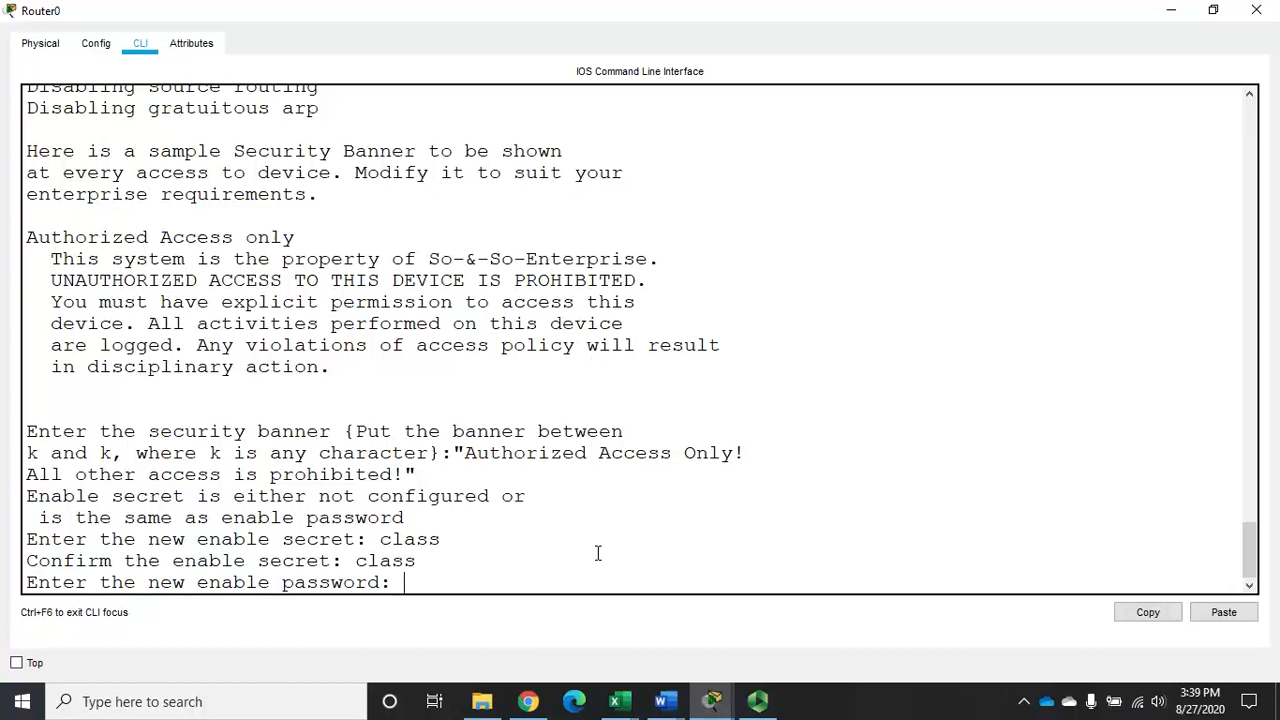 Router0
Physical Config CLI Attributes
IOS Command Line Interface
Disabling source routing
Disabling gratuitous arp
Here is a sample Security Banner to be shown
at every access to device. Modify it to suit your
enterprise requirements.
Authorized Access only
This system is the property of So-&-So-Enterprise.
UNAUTHORIZED ACCESS TO THIS DEVICE IS PROHIBITED.
You must have explicit permission to access this
device. All activities performed on this device
are logged. Any violations of access policy will result
in disciplinary action.
Enter the security banner {Put the banner between
k and k, where k is any character}:"Authorized Access Only!
All other access is prohibited!"
Enable secret is either not configured or
is the same as enable password
Enter the new enable secret: class
Confirm the enable secret: class
Enter the new enable password:
Ctrl+F6 to exit CLI focus
Copy Paste
Top
Type here to search
3:39 PM
8/27/2020